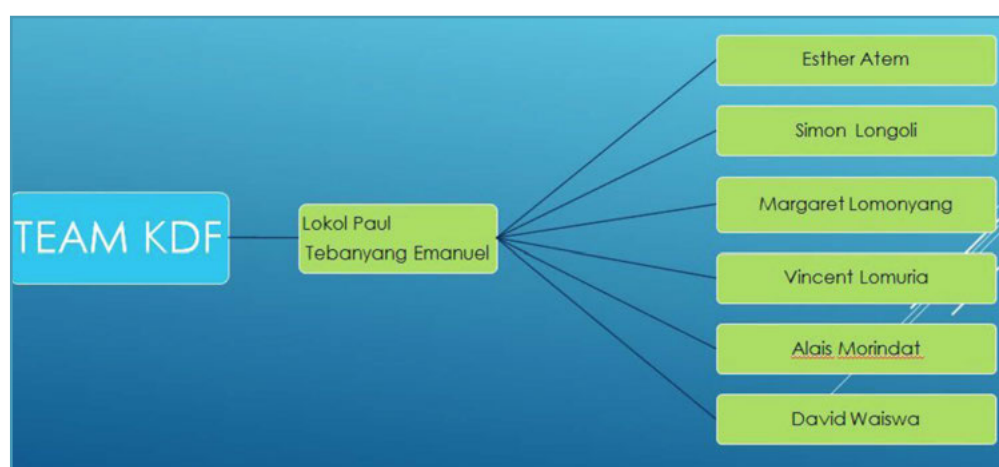 TEAM KDF
Lokol Paul
Tebanyang Emanuel
Esther Atem
Simon Longoli
Margaret Lomonyang
Vincent Lomuria
Alais Morindat
David Waiswa